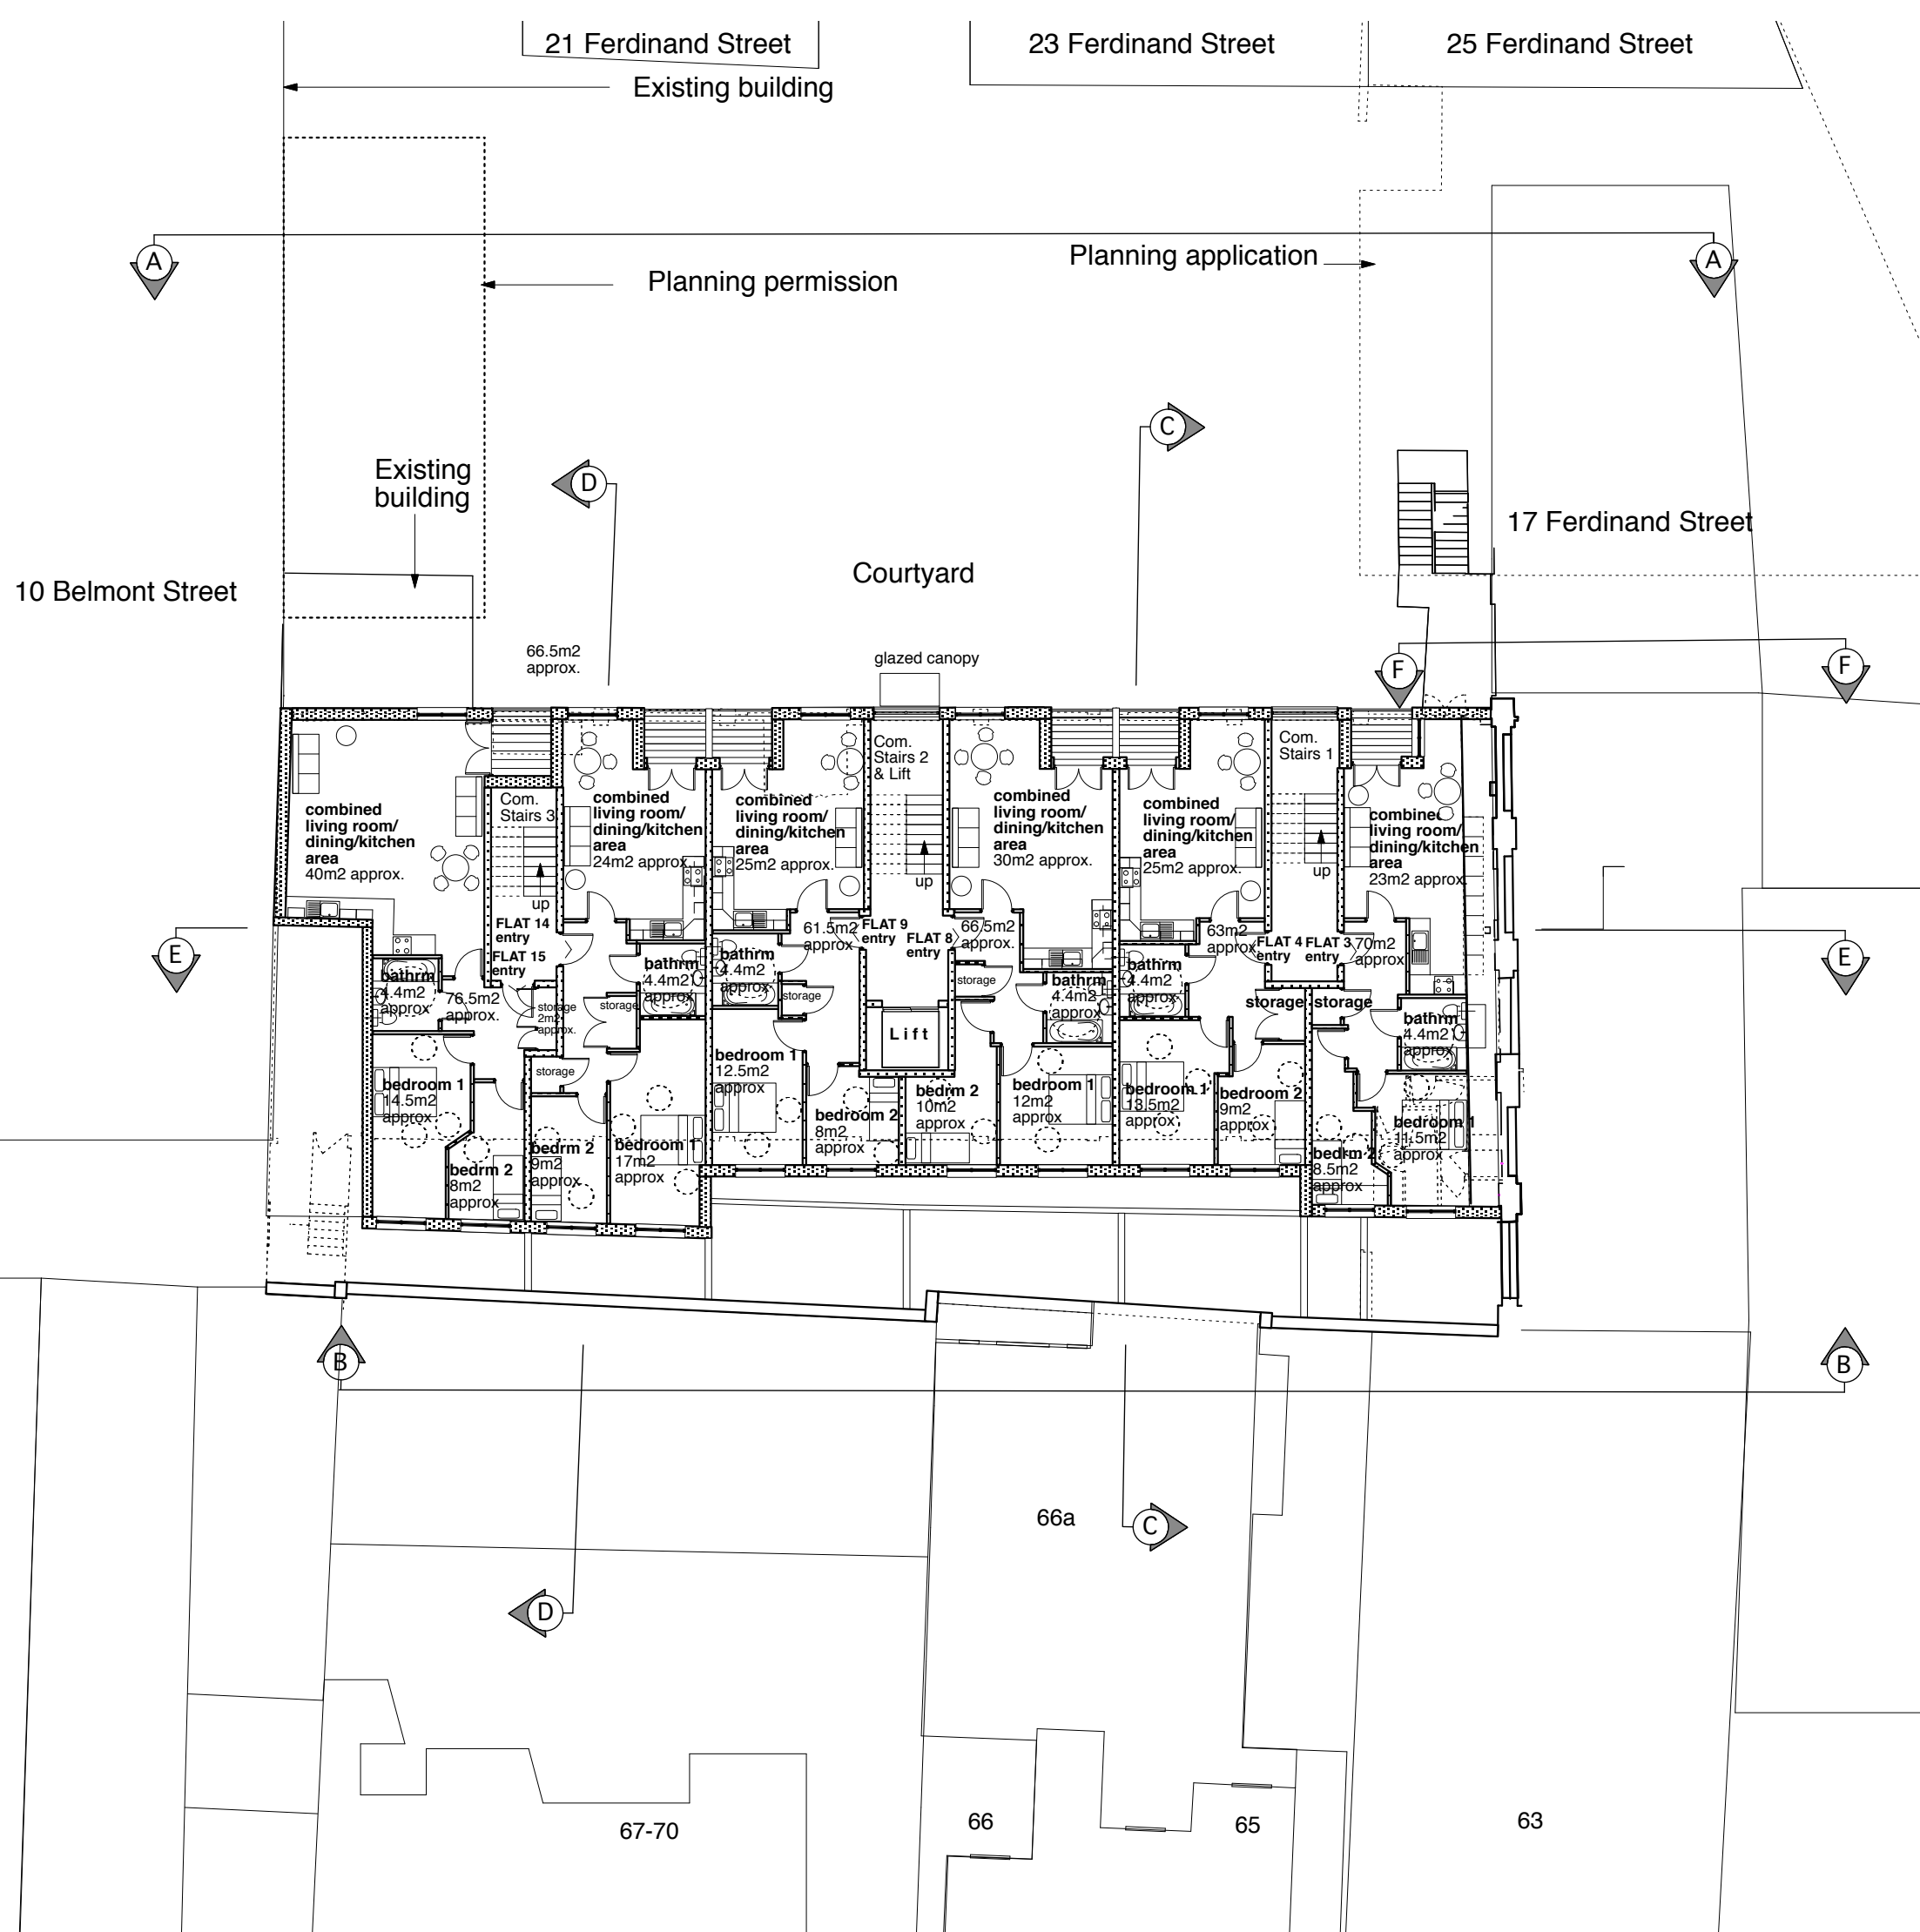 21 Ferdinand Street
23 Ferdinand Street
25 Ferdinand Street
Existing building
A
A
Planning application
Planning permission
C
Existing
building
D
17 Ferdinand Street
Courtyard
10 Belmont Street
66.5m2
approx.
glazed canopy
F
F
combined
living room/
dining/kitchen
area
40m2 approx.
Com.
Stairs 3
combined
living room/
dining/kitchen
area
24m2 approx.
combined
living room/
dining/kitchen
area
25m2 approx.
Com.
Stairs 2
& Lift
combined
living room/
dining/kitchen
area
30m2 approx.
combined
living room/
dining/kitchen
area
25m2 approx.
Com.
Stairs 1
combined
living room/
dining/kitchen
area
23m2 approx.
up
up
up
FLAT 14
entry
FLAT 15
entry
61.5m2
approx
FLAT 9
entry
FLAT 8
entry
66.5m2
approx.
63m2
approx
FLAT 4
entry
FLAT 3
entry
70m2
approx
E
E
bathrm
4.4m2
approx
76.5m2
approx.
storage
2m2
approx.
storage
bathrm
4.4m2
approx
bathrm
4.4m2
approx
storage
Lift
storage
bathrm
4.4m2
approx
bathrm
4.4m2
approx
storage
storage
bathrm
4.4m2
approx
bedroom 1
14.5m2
approx
storage
bedrm 2
8m2
approx
bedrm 2
9m2
approx
bedroom 1
17m2
approx
bedroom 1
12.5m2
approx
bedroom 2
8m2
approx
bedrm 2
10m2
approx
bedroom 1
12m2
approx
bedroom 1
13.5m2
approx
bedroom 2
9m2
approx
bedrm 2
8.5m2
approx
bedroom 1
11.5m2
approx
B
B
66a
C
D
67-70
66
65
63